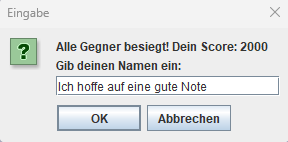 Eingabe
?
Alle Gegner besiegt! Dein Score: 2000
Gib deinen Namen ein:
Ich hoffe auf eine gute Note
OK Abbrechen